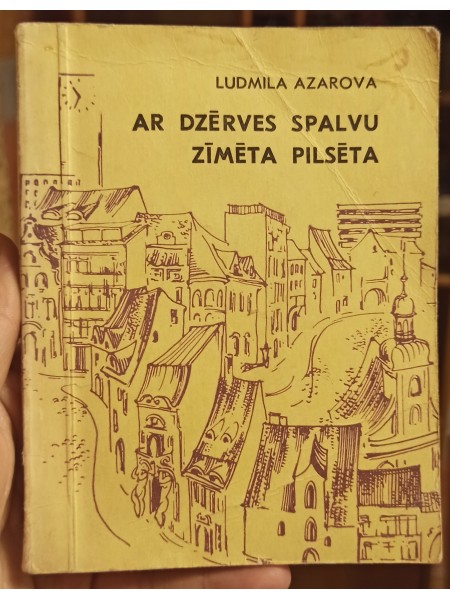 LUDMILA AZAROVA
AR DZĒRVES SPALVU
ZĪMĒTA PILSĒTA